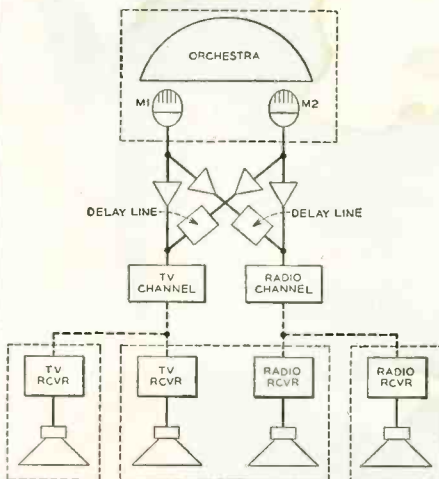 ORCHESTRA
M1
M2
DELAY LINE
DELAY LINE
TV
CHANNEL
RADIO
CHANNEL
TV
RCVR
TV
RCVR
RADIO
RCVR
RADIO
RCVR